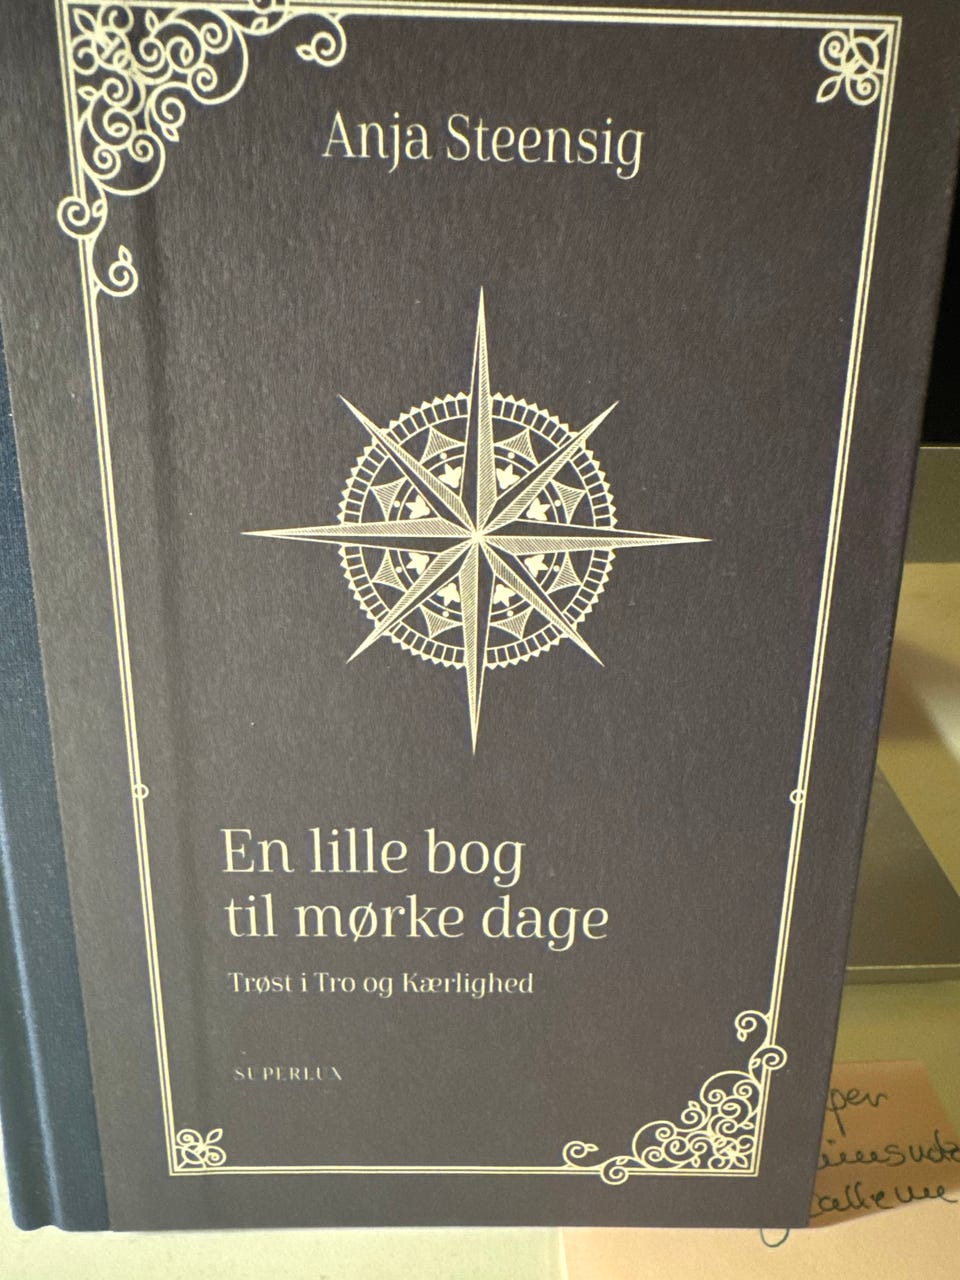 Anja Steensig
En lille bog
til mørke dage
Trøst i Tro og Kærlighed
SUPERLUX